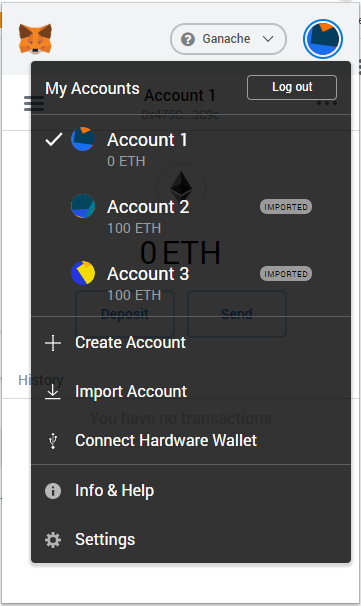 Ganache
My Accounts
Log out
Account 1
Account 1
0 ETH
Account 2
IMPORTED
100 ETH
0 ETH
Account 3
IMPORTED
100 ETH
Deposit
Send
Create Account
History
Import Account
You have no transactions
Connect Hardware Wallet
Info & Help
Settings